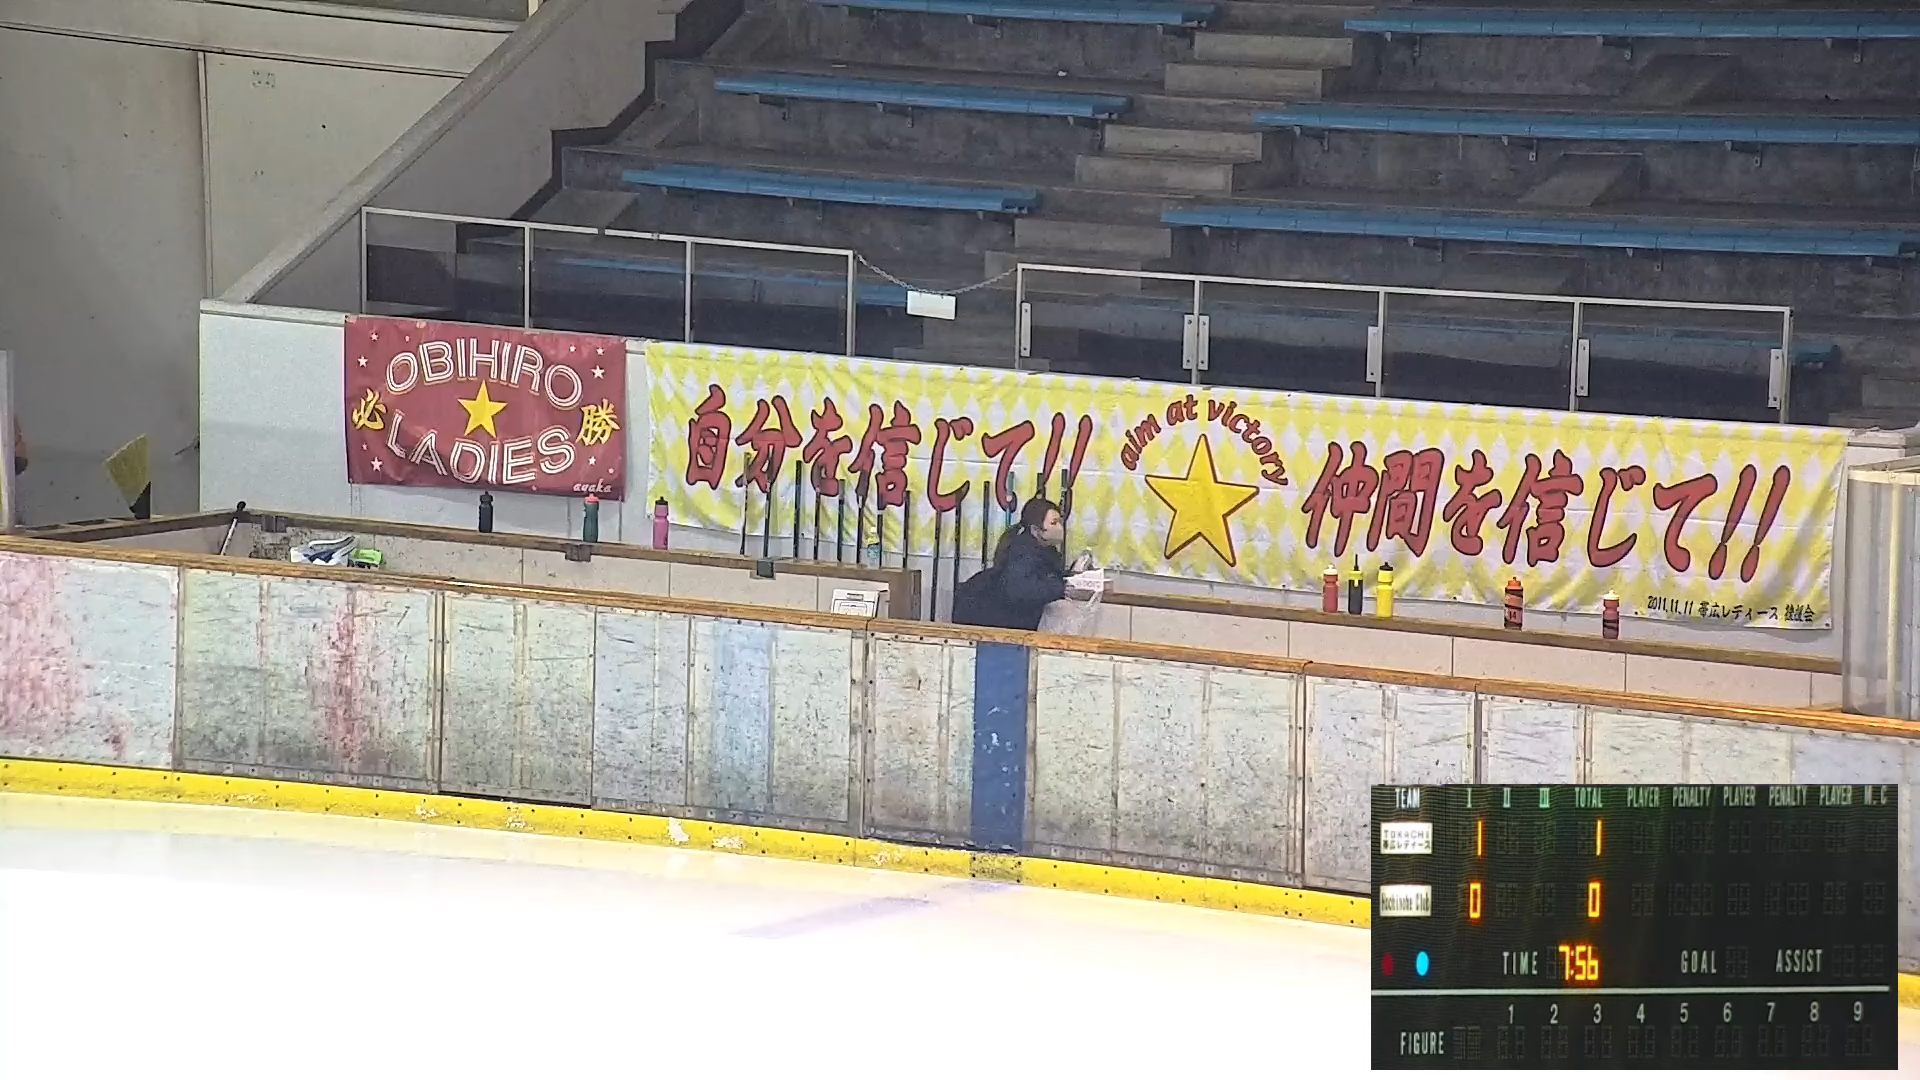 OBIHIRO
必 勝
LADIES
ayaka
自分を信じて!!
aim at victory
仲間を信じて!!
2011.11.11 帯広レディース 後援会
TEAM I II III TOTAL PLAYER PENALTY PLAYER PENALTY PLAYER M.C
TOKACHI
帯広レディース
1 1
Hachinohe Club
0 0
TIME 7:56 GOAL ASSIST
1 2 3 4 5 6 7 8 9
FIGURE